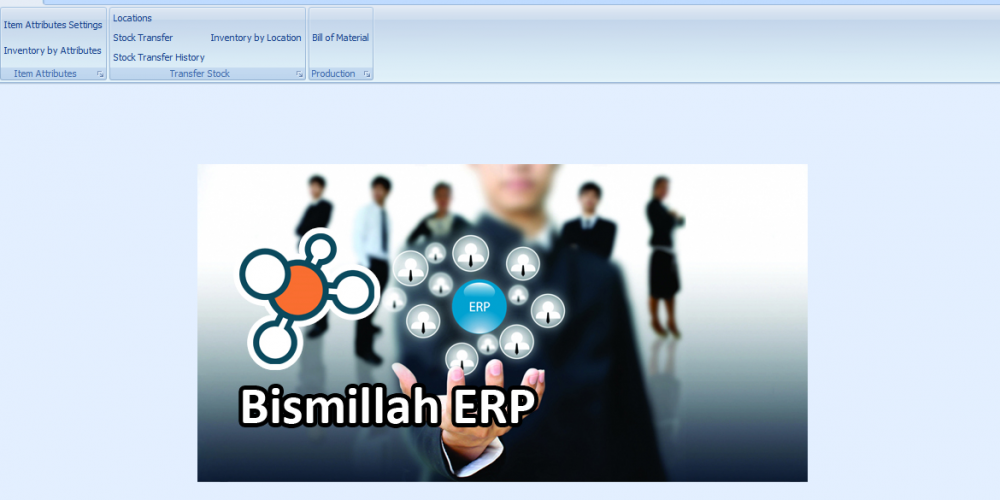 Item Attributes Settings
Inventory by Attributes
Item Attributes
Locations
Stock Transfer
Inventory by Location
Stock Transfer History
Transfer Stock
Bill of Material
Production
ERP
Bismillah ERP